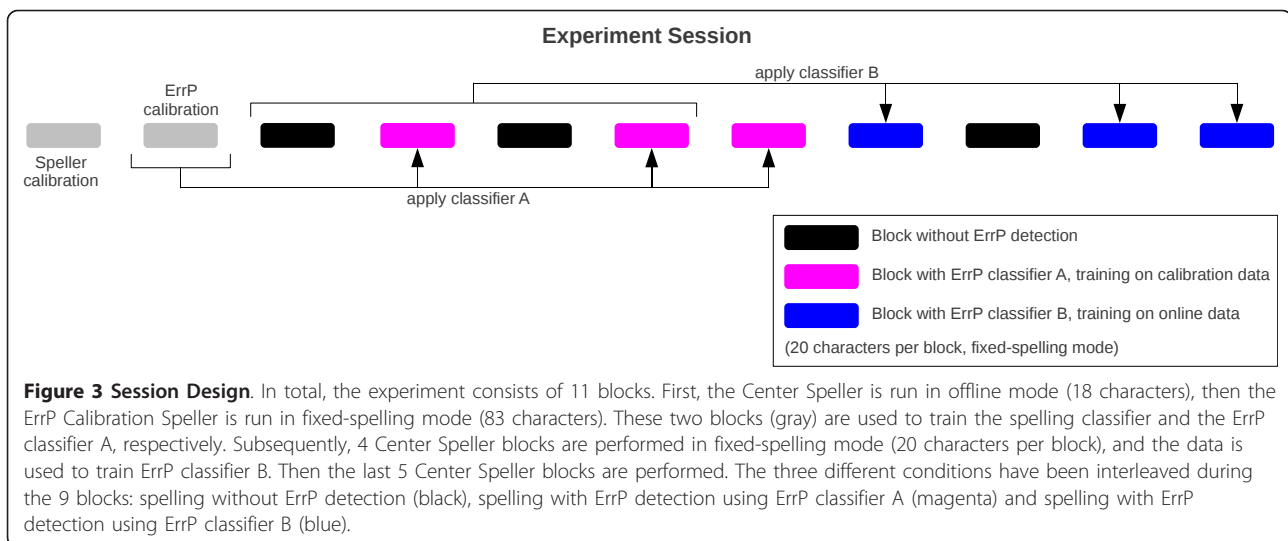 Experiment Session
apply classifier B
ErrP
calibration
Speller
calibration
apply classifier A
Block without ErrP detection
Block with ErrP classifier A, training on calibration data
Block with ErrP classifier B, training on online data
(20 characters per block, fixed-spelling mode)
Figure 3 Session Design. In total, the experiment consists of 11 blocks. First, the Center Speller is run in offline mode (18 characters), then the
ErrP Calibration Speller is run in fixed-spelling mode (83 characters). These two blocks (gray) are used to train the spelling classifier and the ErrP
classifier A, respectively. Subsequently, 4 Center Speller blocks are performed in fixed-spelling mode (20 characters per block), and the data is
used to train ErrP classifier B. Then the last 5 Center Speller blocks are performed. The three different conditions have been interleaved during
the 9 blocks: spelling without ErrP detection (black), spelling with ErrP detection using ErrP classifier A (magenta) and spelling with ErrP
detection using ErrP classifier B (blue).